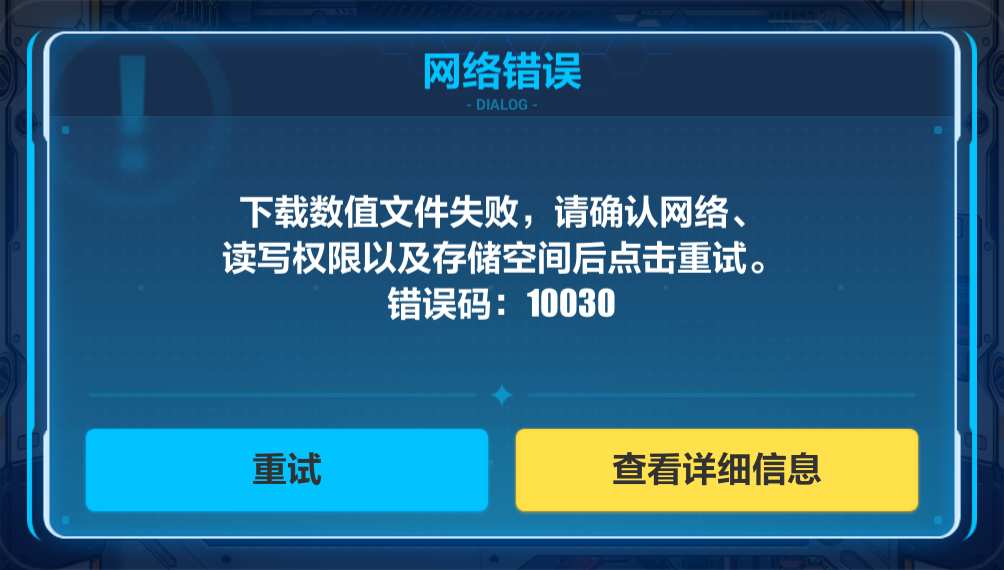 网络错误
- DIALOG -
下载数值文件失败，请确认网络、
读写权限以及存储空间后点击重试。
错误码：10030
重试
查看详细信息